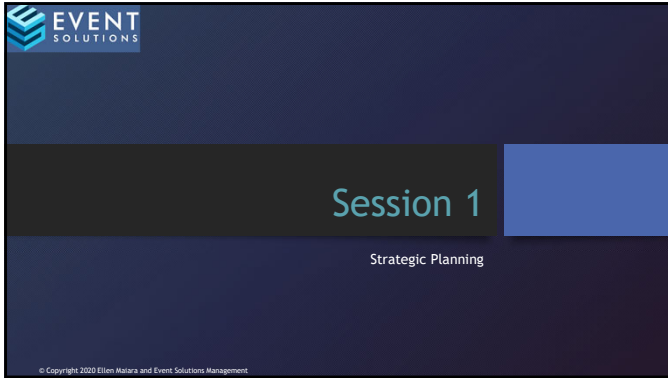 EVENT
SOLUTIONS
Session 1
Strategic Planning
© Copyright 2020 Ellen Maiara and Event Solutions Management